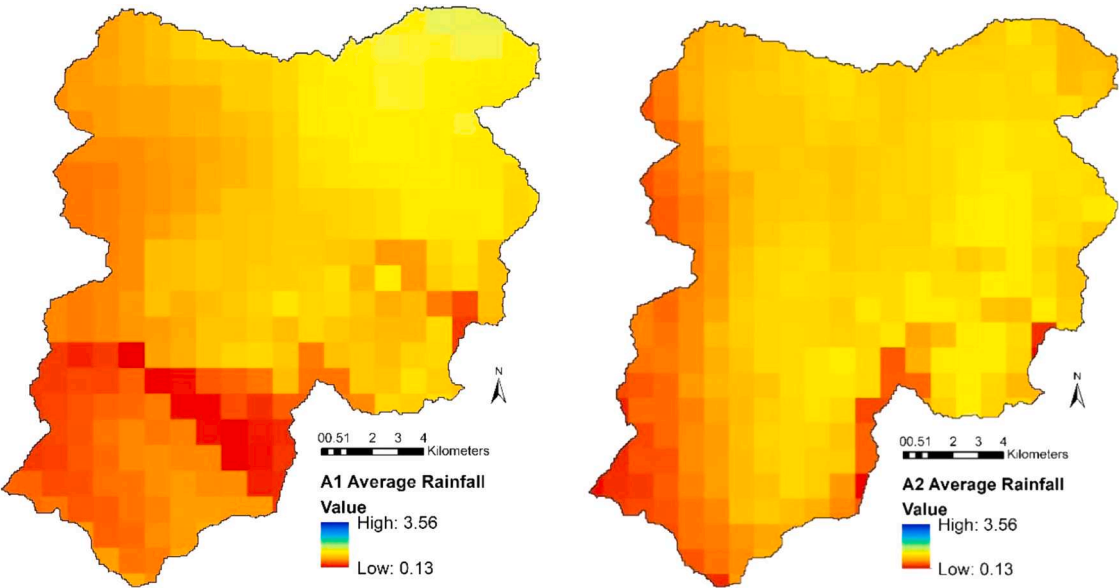 N
00.51 2 3 4
Kilometers
A1 Average Rainfall
Value
High: 3.56
Low: 0.13
N
00.51 2 3 4
Kilometers
A2 Average Rainfall
Value
High: 3.56
Low: 0.13